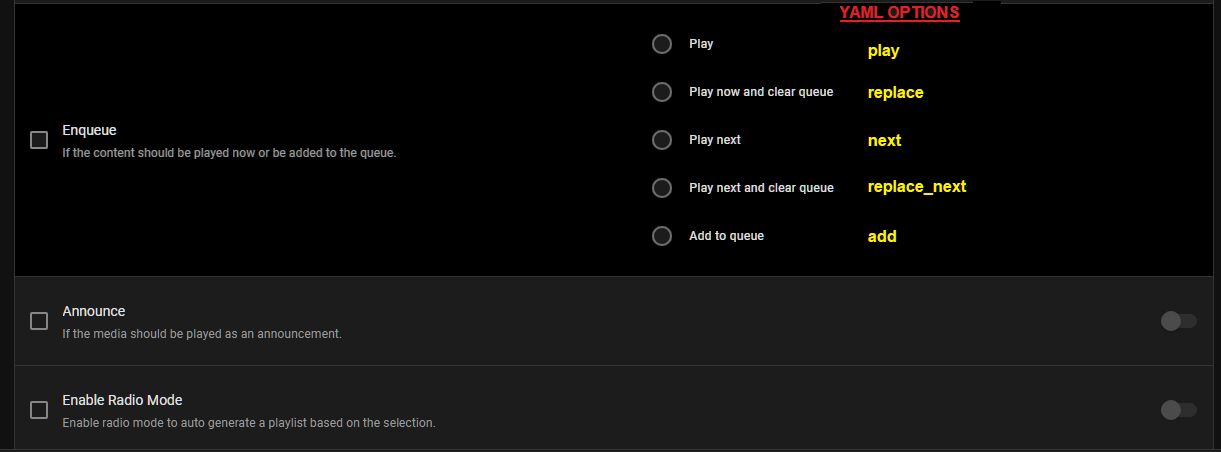 YAML OPTIONS
Play play
Play now and clear queue replace
Enqueue
If the content should be played now or be added to the queue.
Play next next
Play next and clear queue replace_next
Add to queue add
Announce
If the media should be played as an announcement.
Enable Radio Mode
Enable radio mode to auto generate a playlist based on the selection.